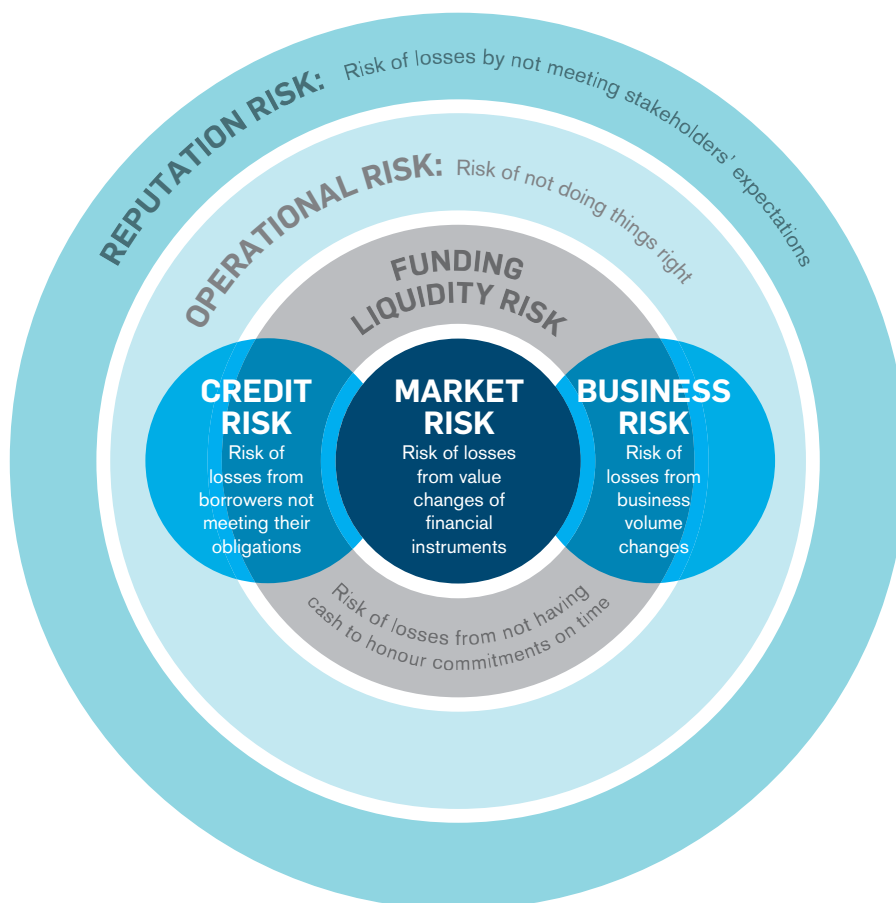 REPUTATION RISK: Risk of losses by not meeting stakeholders' expectations
OPERATIONAL RISK: Risk of not doing things right
FUNDING
LIQUIDITY RISK
CREDIT
RISK
Risk of
losses from
borrowers not
meeting their
obligations
MARKET
RISK
Risk of losses
from value
changes of
financial
instruments
BUSINESS
RISK
Risk of
losses from
business
volume
changes
Risk of losses from not having
cash to honour commitments on time